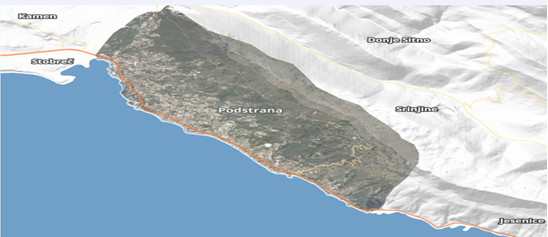 Kamen
Donje Sitno
Stobreč
Podstrana
Srinjine
Jesenice